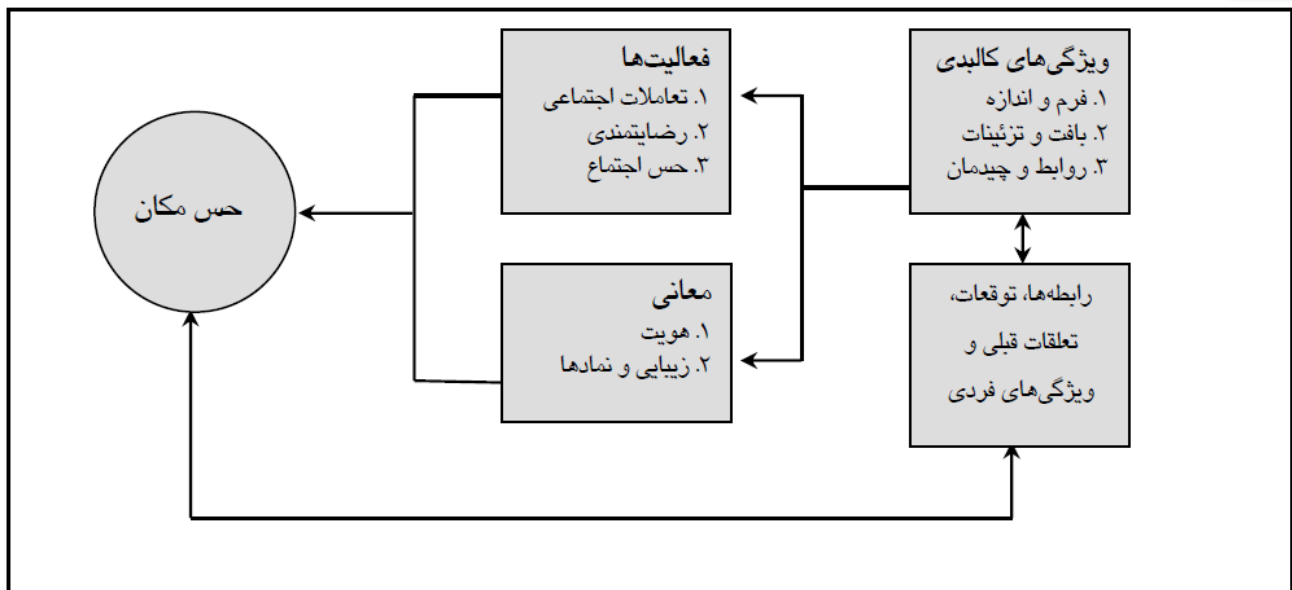 ویژگی‌های کالبدی
۱. فرم و اندازه
۲. بافت و تزئینات
۳. روابط و چیدمان
رابطه‌ها، توقعات،
تعلقات قبلی و
ویژگی‌های فردی
فعالیت‌ها
۱. تعاملات اجتماعی
۲. رضایتمندی
۳. حس اجتماع
معانی
۱. هویت
۲. زیبایی و نمادها
حس مکان